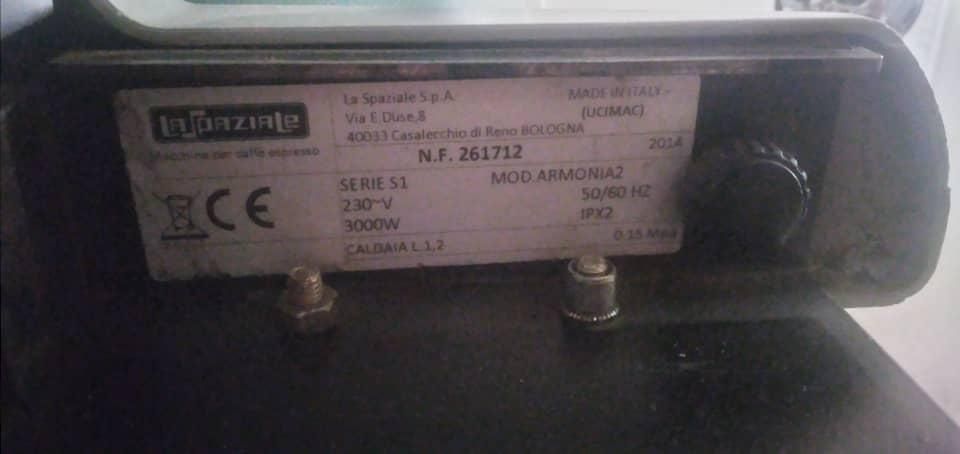 LaSPAZIALE
Macchine per caffè espresso
La Spaziale S.p.A.
Via E.Duse,8
40033 Casalecchio di Reno BOLOGNA
MADE IN ITALY -
(UCIMAC)
N.F. 261712
2014
CE
SERIE S1
MOD.ARMONIA2
230~V
50/60 HZ
3000W
IPX2
CALDAIA L.1,2
0.15 Mpa